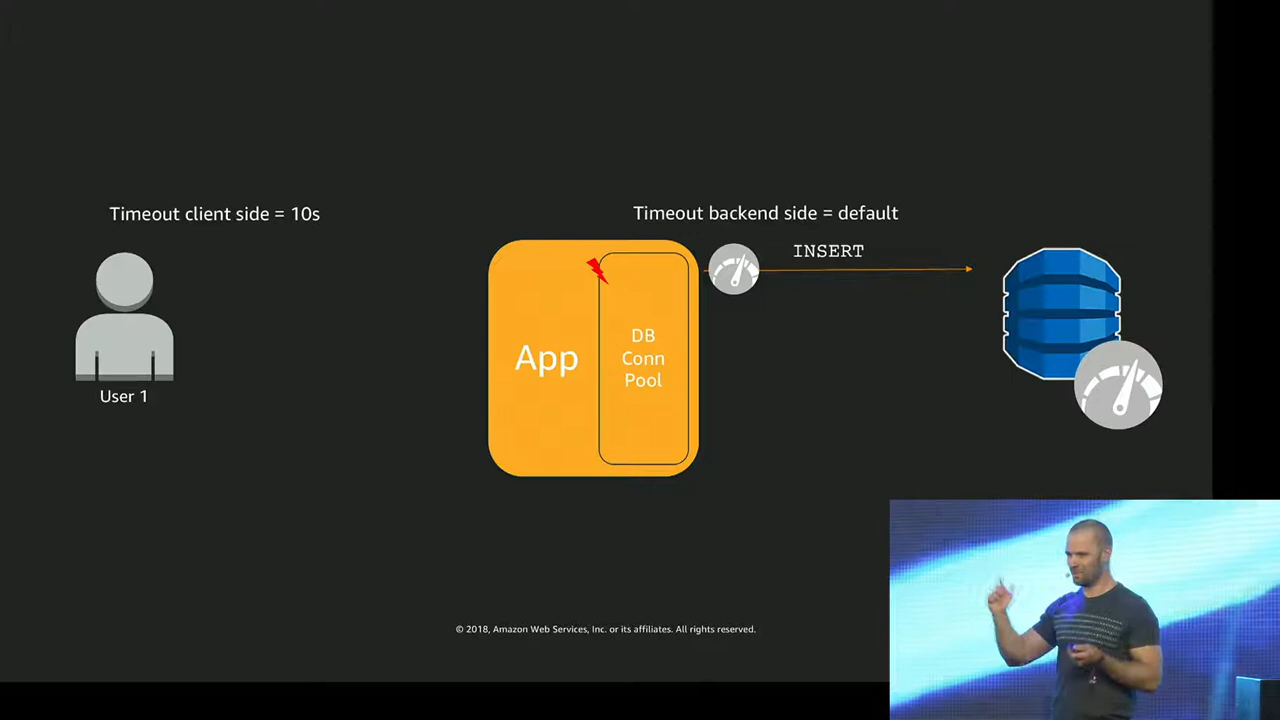 Timeout client side = 10s
Timeout backend side = default
INSERT
App
DB
Conn
Pool
User 1
© 2018, Amazon Web Services, Inc. or its affiliates. All rights reserved.